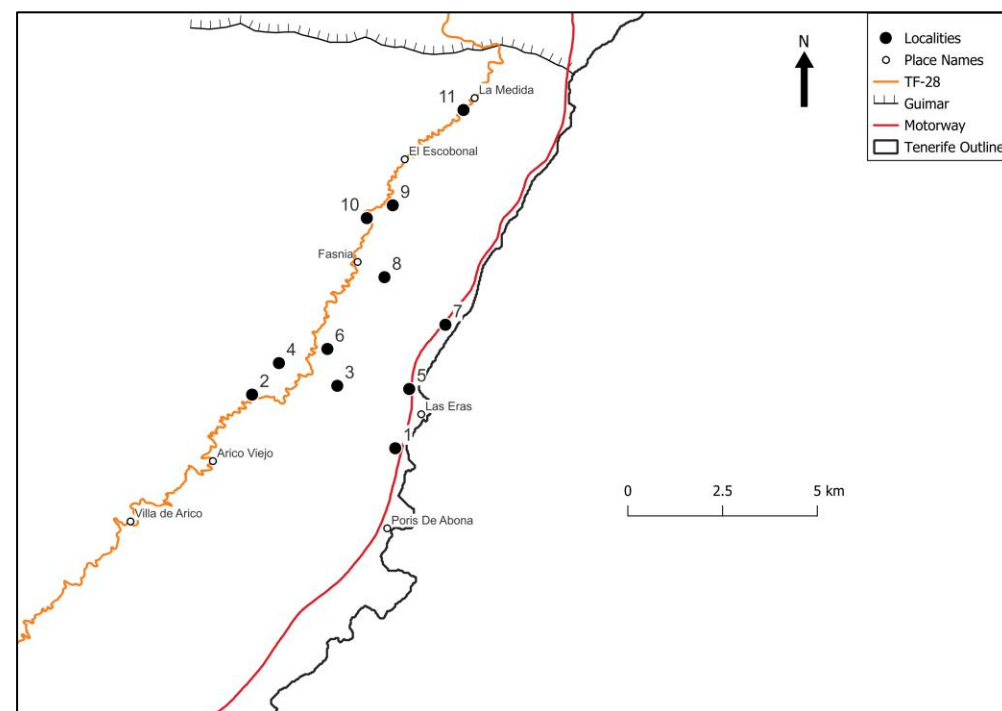 N
Localities
Place Names
TF-28
Guimar
Motorway
Tenerife Outline
La Medida
11
El Escobonal
9
10
Fasnia
8
7
6
4
3
2
5
Las Eras
1
Arico Viejo
Villa de Arico
Poris De Abona
0 2.5 5 km